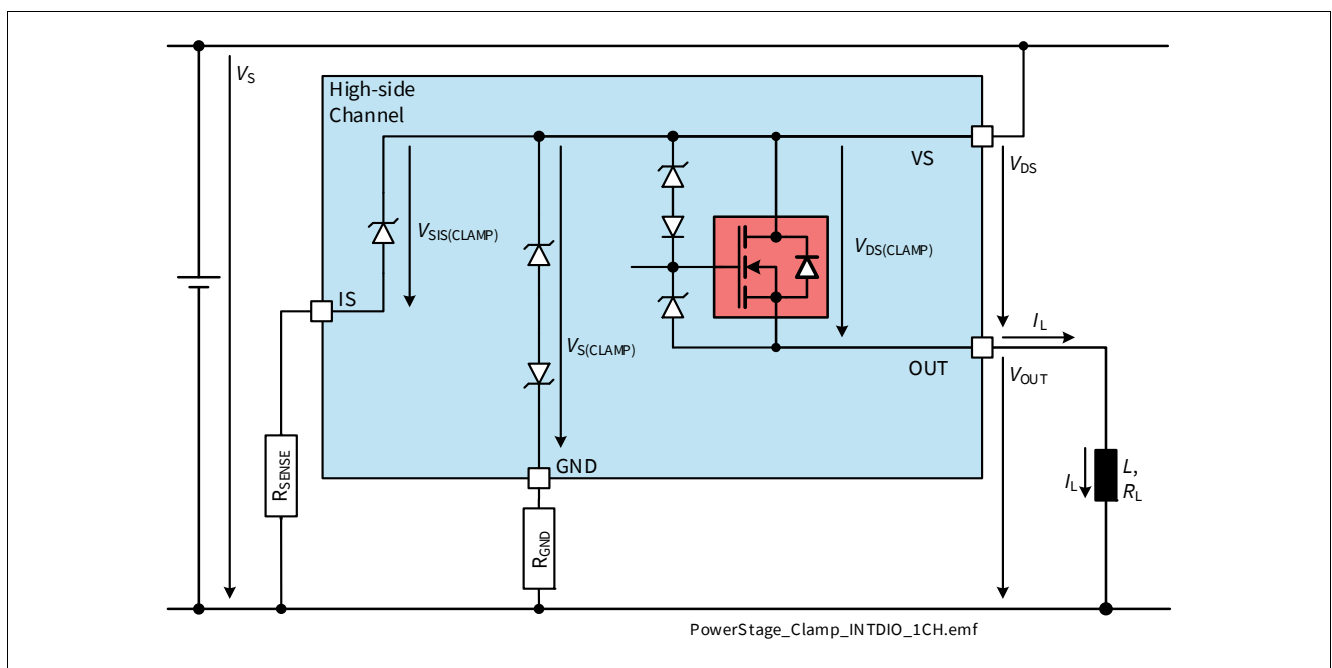 VS
High-side
Channel
VS
VDS
VSIS(CLAMP)
VDS(CLAMP)
IS
IL
VS(CLAMP)
OUT
VOUT
GND
RSENSE
IL
L,
RL
RGND
PowerStage_Clamp_INTDIO_1CH.emf